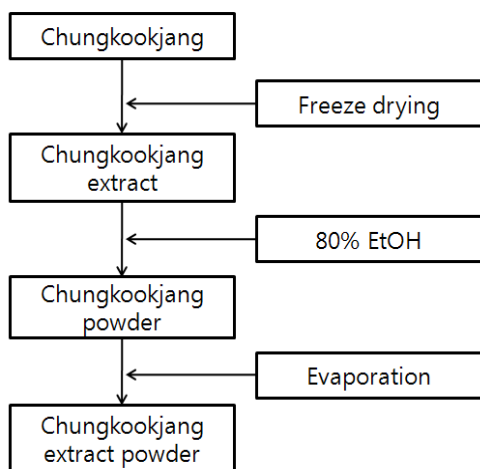 Chungkookjang
Freeze drying
Chungkookjang
extract
80% EtOH
Chungkookjang
powder
Evaporation
Chungkookjang
extract powder